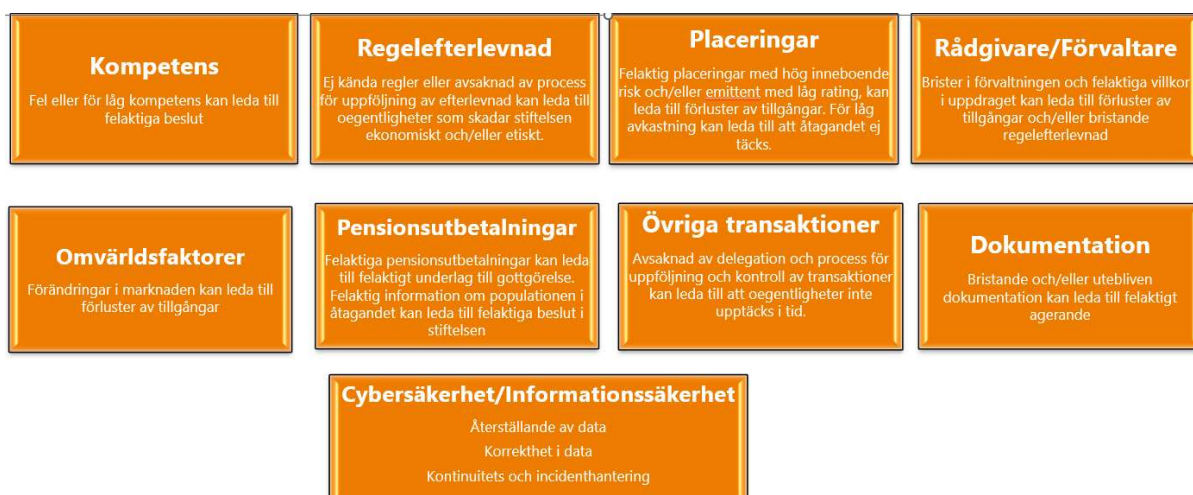 Kompetens
Fel eller för låg kompetens kan leda till
felaktiga beslut
Regelefterlevnad
Ej kända regler eller avsaknad av process
för uppföljning av efterlevnad kan leda till
oegentligheter som skadar stiftelsen
ekonomiskt och/eller etiskt.
Placeringar
Felaktig placeringar med hög inneboende
risk och/eller emittent med låg rating, kan
leda till förluster av tillgångar. För låg
avkastning kan leda till att åtagandet ej
täcks.
Rådgivare/Förvaltare
Brister i förvaltningen och felaktiga villkor
i uppdraget kan leda till förluster av
tillgångar och/eller bristande
regelefterlevnad
Omvärldsfaktorer
Förändringar i marknaden kan leda till
förluster av tillgångar
Pensionsutbetalningar
Felaktiga pensionsutbetalningar kan leda
till felaktigt underlag till gottgörelse.
Felaktig information om populationen i
åtagandet kan leda till felaktiga beslut i
stiftelsen
Övriga transaktioner
Avsaknad av delegation och process för
uppföljning och kontroll av transaktioner
kan leda till att oegentligheter inte
upptäcks i tid.
Dokumentation
Bristande och/eller utebliven
dokumentation kan leda till felaktigt
agerande
Cybersäkerhet/Informationssäkerhet
Återställande av data
Korrekthet i data
Kontinuitets och incidenthantering